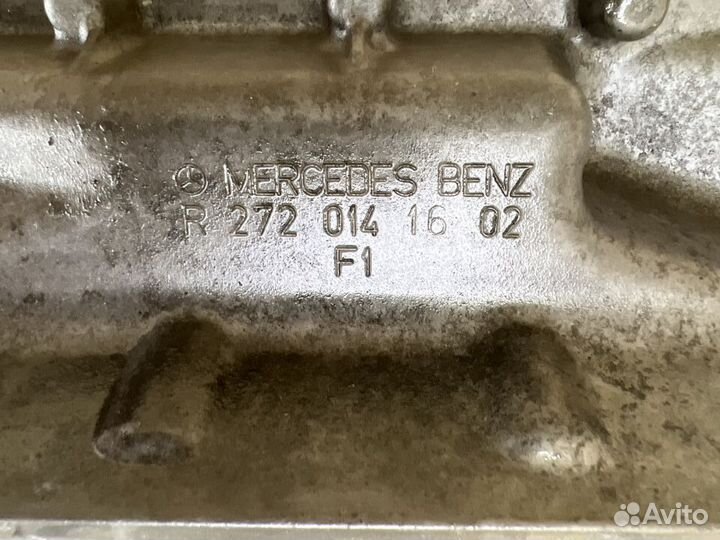 MERCEDES BENZ
R 272 014 16 02
F1
Avito